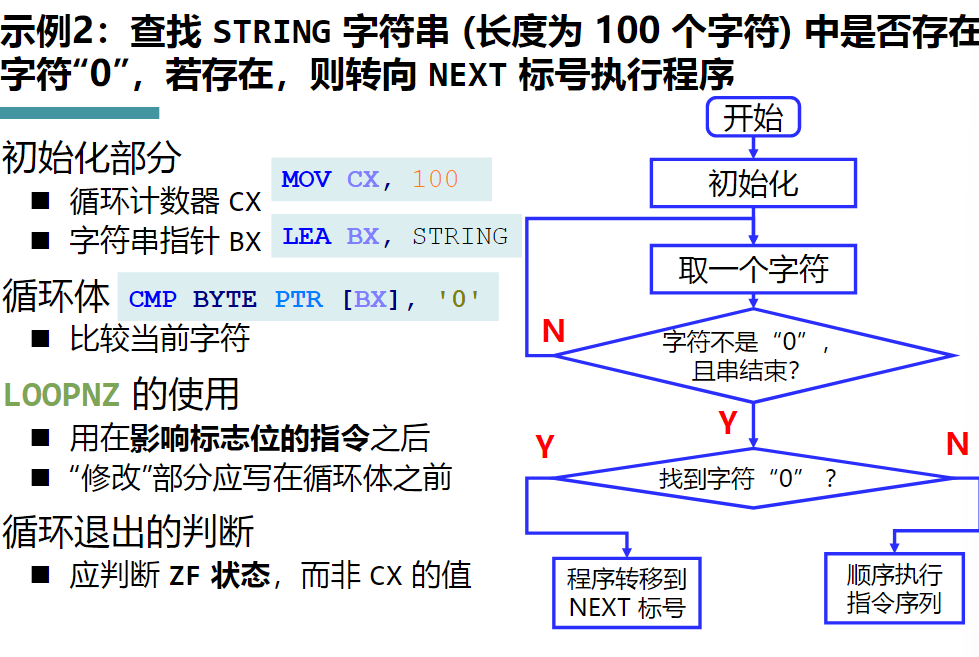 示例2：查找 STRING 字符串 (长度为 100 个字符) 中是否存在
字符“0”，若存在，则转向 NEXT 标号执行程序
初始化部分
■ 循环计数器 CX
MOV CX, 100
■ 字符串指针 BX
LEA BX, STRING
循环体
CMP BYTE PTR [BX], '0'
■ 比较当前字符
LOOPNZ 的使用
■ 用在影响标志位的指令之后
■ “修改”部分应写在循环体之前
循环退出的判断
■ 应判断 ZF 状态，而非 CX 的值
开始
初始化
取一个字符
N
字符不是“0”，
且串结束？
Y
Y
N
找到字符“0” ？
程序转移到
NEXT 标号
顺序执行
指令序列